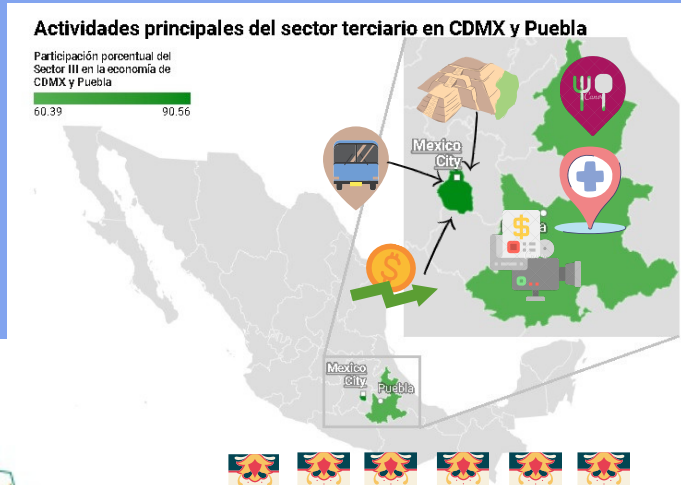 Actividades principales del sector terciario en CDMX y Puebla
Participación porcentual del
Sector III en la economía de
CDMX y Puebla
60.39 90.56
Mexico
City
Mexico
City
Puebla